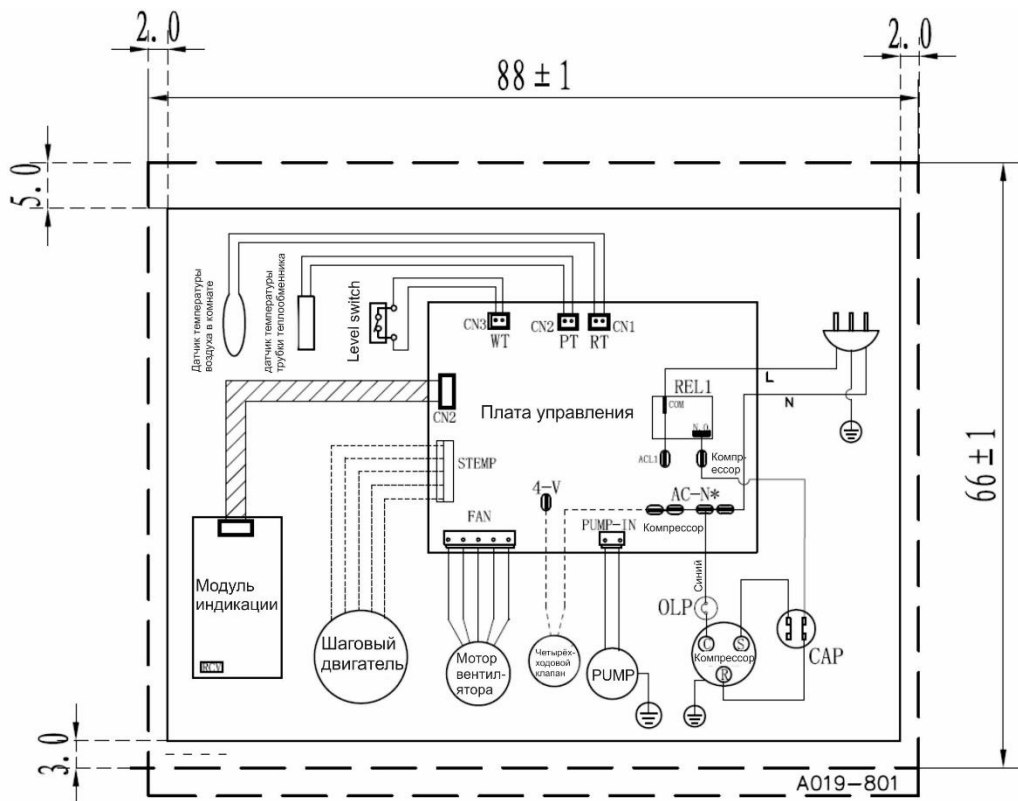 2.0
2.0
88±1
5.0
Датчик температуры
воздуха в комнате
датчик температуры
трубки теплообменника
Level switch
CN3
WT
CN2
PT
CN1
RT
L
N
REL1
COM
N.O
CN2
Плата управления
ACL1
Компр-
ессор
STEMP
4-V
AC-N*
66±1
FAN
PUMP-IN
Компрессор
Синий
Модуль
индикации
RCV
OLP
Шаговый
двигатель
Мотор
вентил-
ятора
Четырёх-
ходовой
клапан
PUMP
C
S
Компрессор
R
CAP
3.0
A019-801